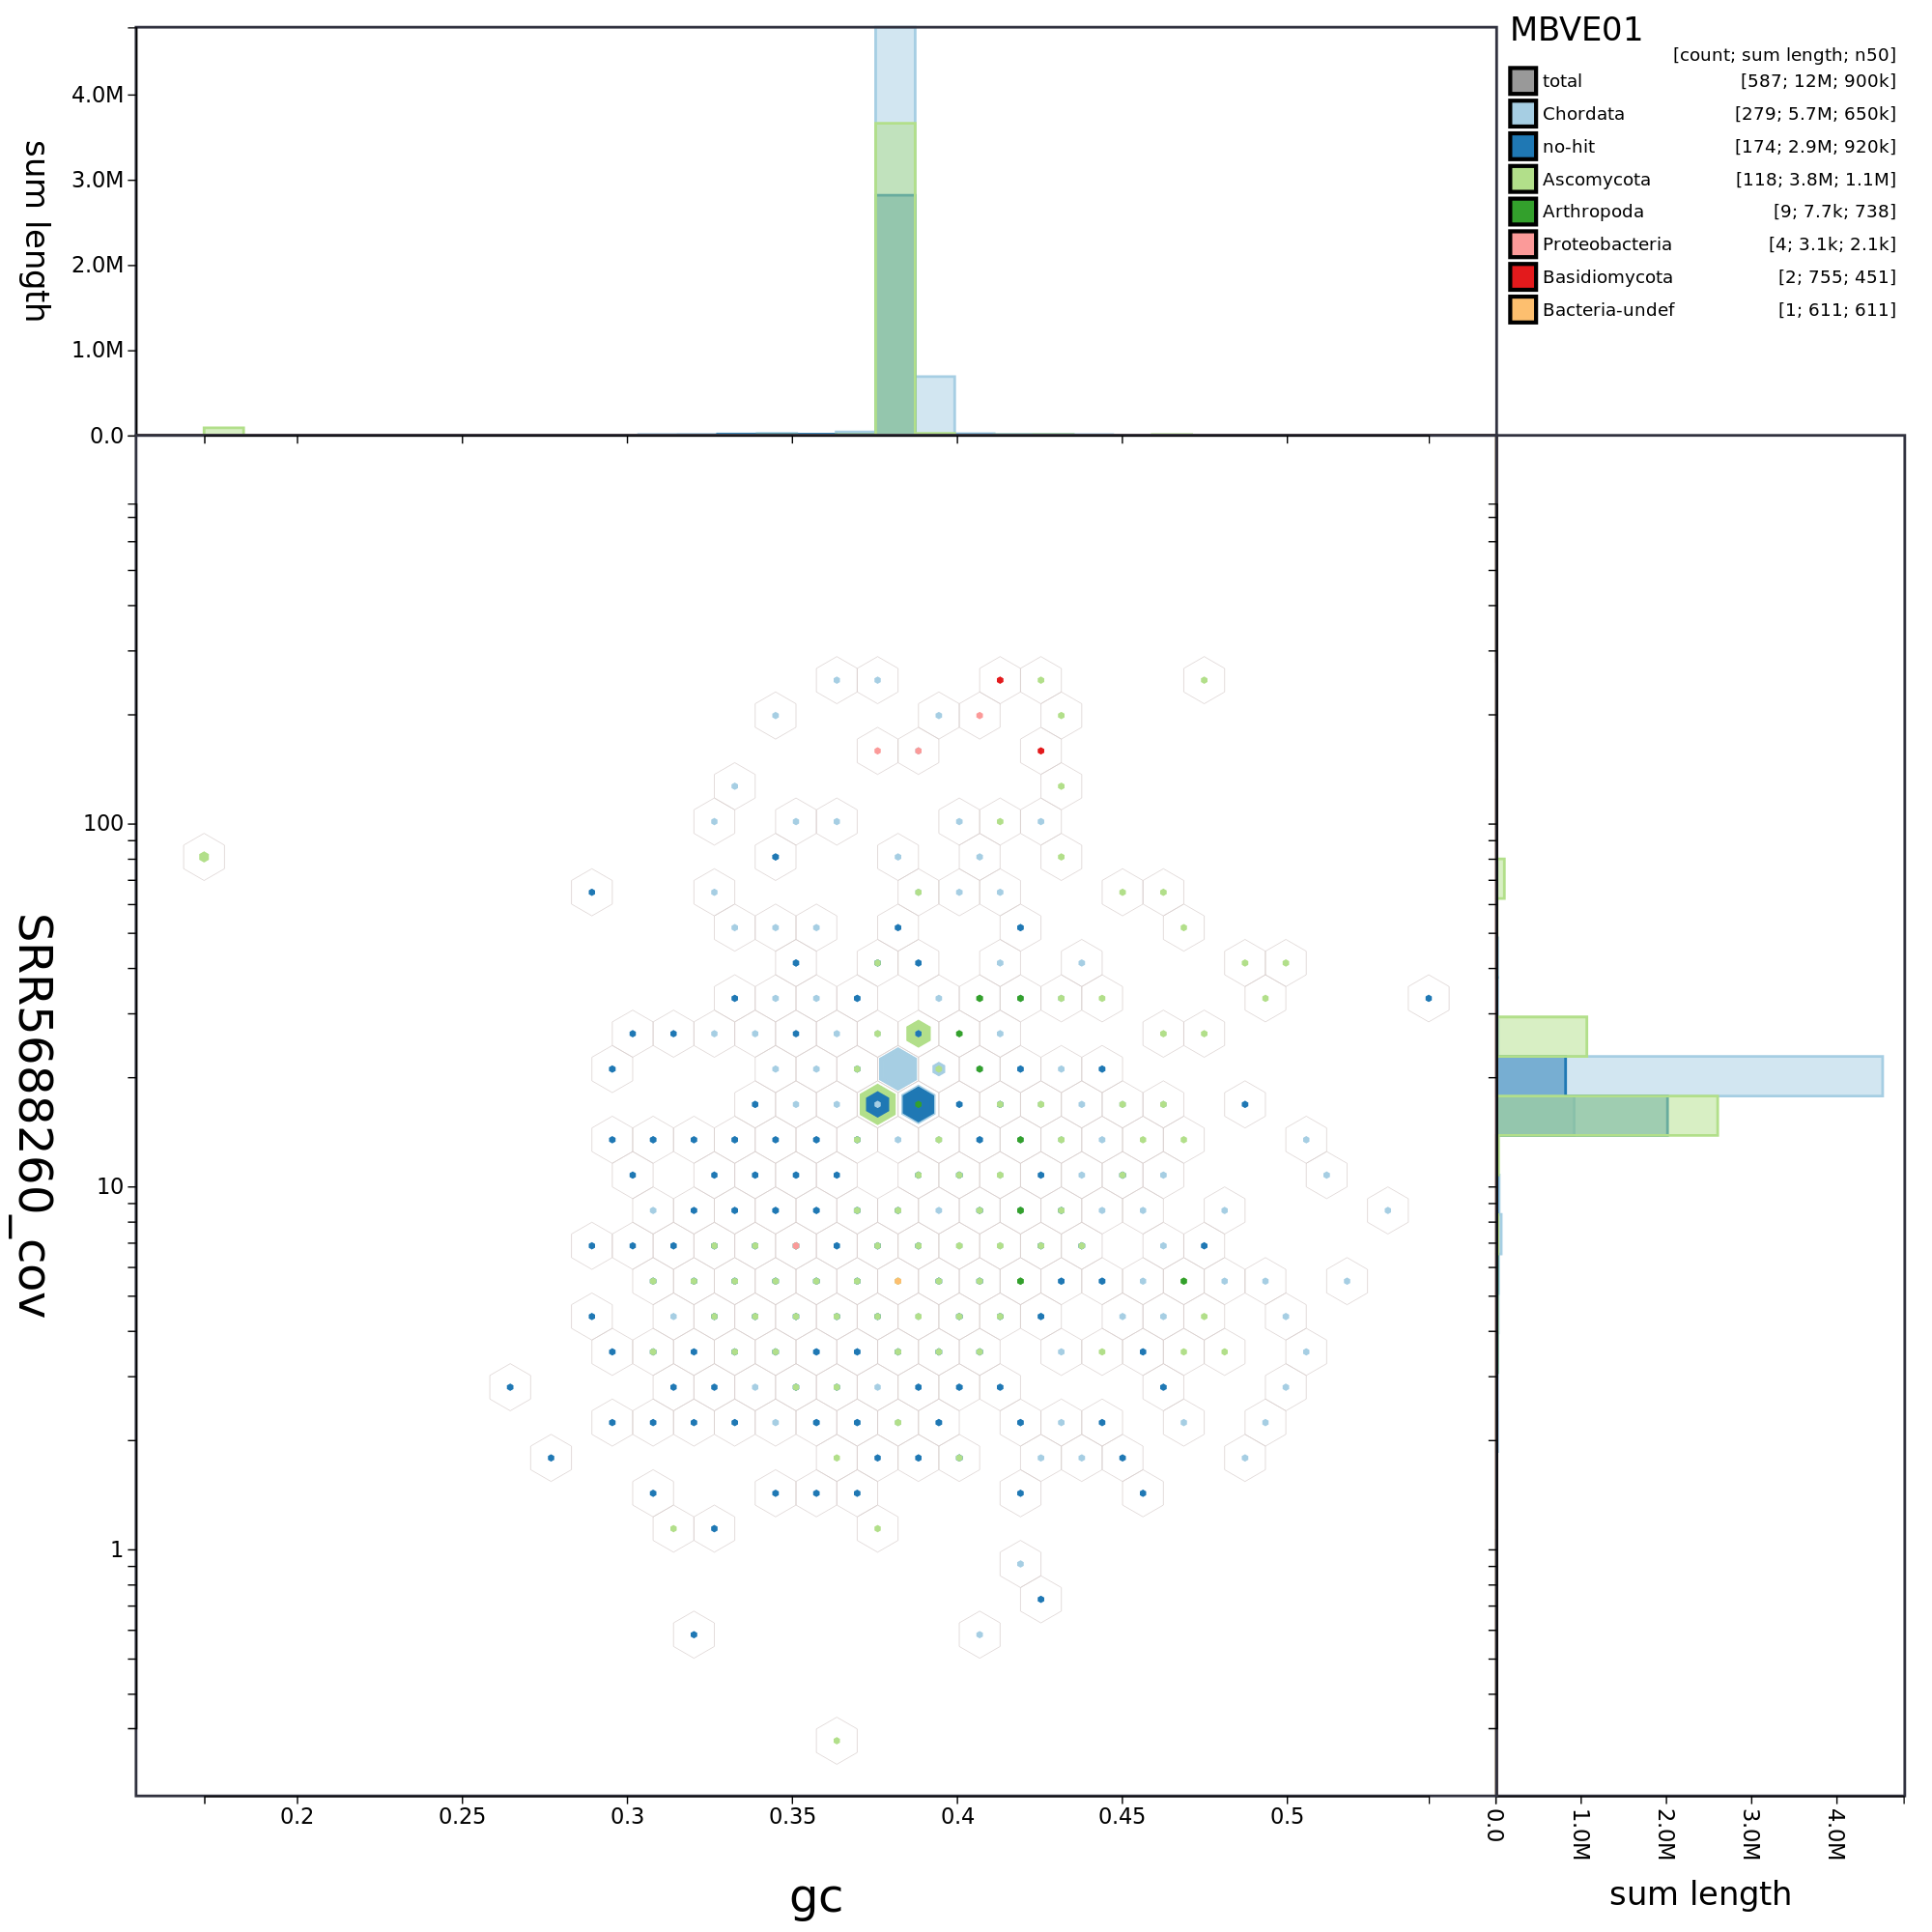 MBVE01
[count; sum length; n50]
total [587; 12M; 900k]
Chordata [279; 5.7M; 650k]
no-hit [174; 2.9M; 920k]
Ascomycota [118; 3.8M; 1.1M]
Arthropoda [9; 7.7k; 738]
Proteobacteria [4; 3.1k; 2.1k]
Basidiomycota [2; 755; 451]
Bacteria-undef [1; 611; 611]
sum length
4.0M
3.0M
2.0M
1.0M
0.0
SRR5688260_cov
100
10
1
0.2 0.25 0.3 0.35 0.4 0.45 0.5
gc
0.0 1.0M 2.0M 3.0M 4.0M
sum length